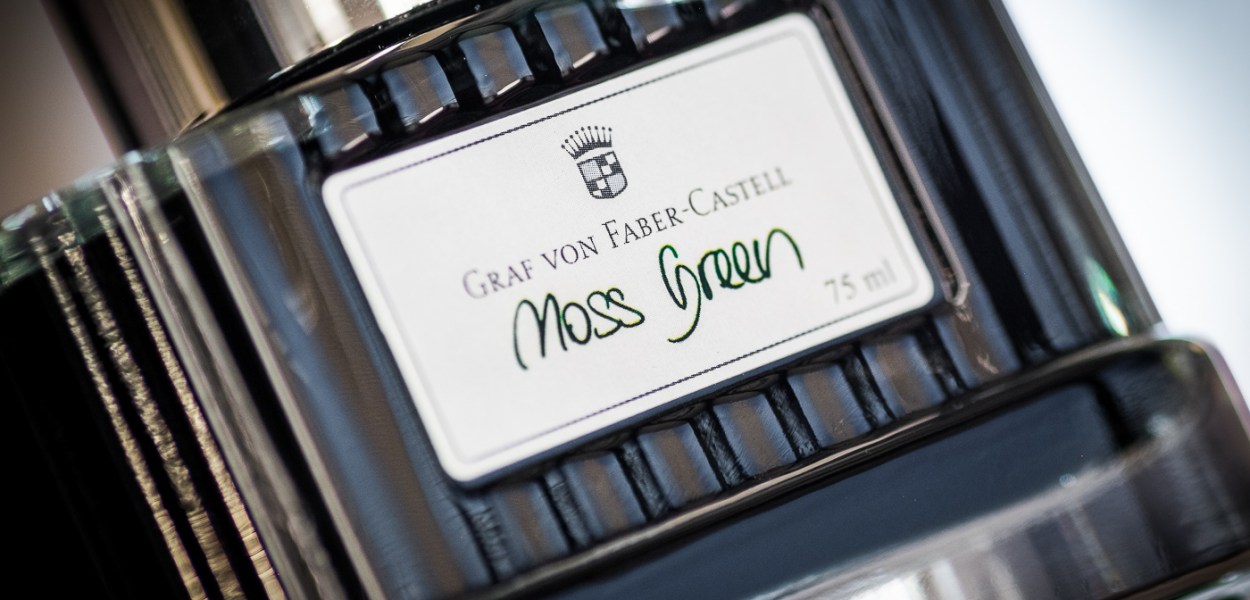 Graf von Faber-Castell
Moss Green
75 ml